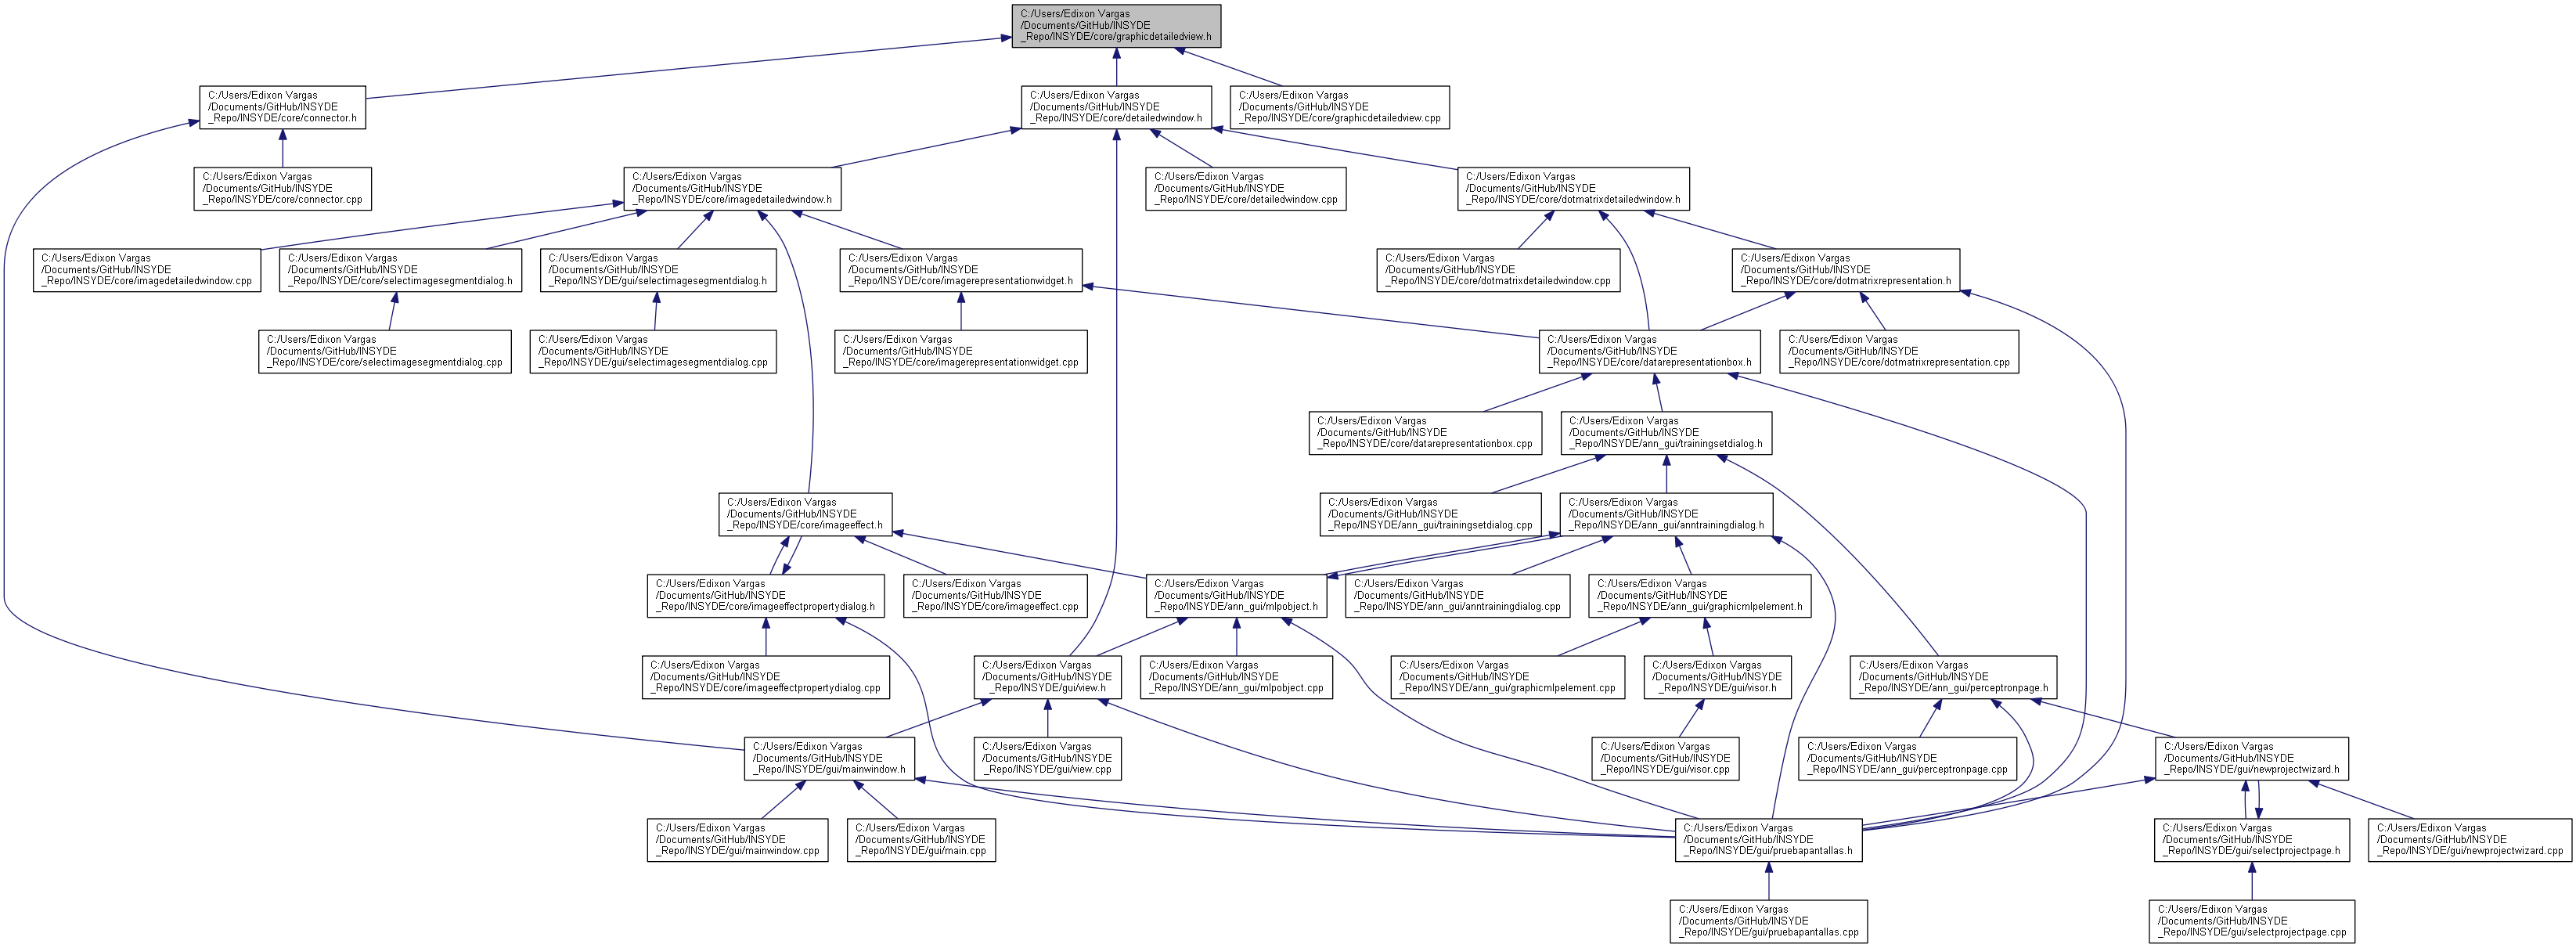 C:/Users/Edixon Vargas
/Documents/GitHub/INSYDE
_Repo/INSYDE/core/graphicdetailedview.h
C:/Users/Edixon Vargas
/Documents/GitHub/INSYDE
_Repo/INSYDE/core/connector.h
C:/Users/Edixon Vargas
/Documents/GitHub/INSYDE
_Repo/INSYDE/core/detailedwindow.h
C:/Users/Edixon Vargas
/Documents/GitHub/INSYDE
_Repo/INSYDE/core/graphicdetailedview.cpp
C:/Users/Edixon Vargas
/Documents/GitHub/INSYDE
_Repo/INSYDE/core/connector.cpp
C:/Users/Edixon Vargas
/Documents/GitHub/INSYDE
_Repo/INSYDE/core/imagedetailedwindow.h
C:/Users/Edixon Vargas
/Documents/GitHub/INSYDE
_Repo/INSYDE/core/detailedwindow.cpp
C:/Users/Edixon Vargas
/Documents/GitHub/INSYDE
_Repo/INSYDE/core/dotmatrixdetailedwindow.h
C:/Users/Edixon Vargas
/Documents/GitHub/INSYDE
_Repo/INSYDE/core/imagedetailedwindow.cpp
C:/Users/Edixon Vargas
/Documents/GitHub/INSYDE
_Repo/INSYDE/core/selectimagesegmentdialog.h
C:/Users/Edixon Vargas
/Documents/GitHub/INSYDE
_Repo/INSYDE/gui/selectimagesegmentdialog.h
C:/Users/Edixon Vargas
/Documents/GitHub/INSYDE
_Repo/INSYDE/core/imagerepresentationwidget.h
C:/Users/Edixon Vargas
/Documents/GitHub/INSYDE
_Repo/INSYDE/core/dotmatrixdetailedwindow.cpp
C:/Users/Edixon Vargas
/Documents/GitHub/INSYDE
_Repo/INSYDE/core/dotmatrixrepresentation.h
C:/Users/Edixon Vargas
/Documents/GitHub/INSYDE
_Repo/INSYDE/core/selectimagesegmentdialog.cpp
C:/Users/Edixon Vargas
/Documents/GitHub/INSYDE
_Repo/INSYDE/gui/selectimagesegmentdialog.cpp
C:/Users/Edixon Vargas
/Documents/GitHub/INSYDE
_Repo/INSYDE/core/imagerepresentationwidget.cpp
C:/Users/Edixon Vargas
/Documents/GitHub/INSYDE
_Repo/INSYDE/core/datarepresentationbox.h
C:/Users/Edixon Vargas
/Documents/GitHub/INSYDE
_Repo/INSYDE/core/dotmatrixrepresentation.cpp
C:/Users/Edixon Vargas
/Documents/GitHub/INSYDE
_Repo/INSYDE/core/datarepresentationbox.cpp
C:/Users/Edixon Vargas
/Documents/GitHub/INSYDE
_Repo/INSYDE/ann_gui/trainingsetdialog.h
C:/Users/Edixon Vargas
/Documents/GitHub/INSYDE
_Repo/INSYDE/core/imageeffect.h
C:/Users/Edixon Vargas
/Documents/GitHub/INSYDE
_Repo/INSYDE/ann_gui/trainingsetdialog.cpp
C:/Users/Edixon Vargas
/Documents/GitHub/INSYDE
_Repo/INSYDE/ann_gui/anntrainingdialog.h
C:/Users/Edixon Vargas
/Documents/GitHub/INSYDE
_Repo/INSYDE/core/imageeffectpropertydialog.h
C:/Users/Edixon Vargas
/Documents/GitHub/INSYDE
_Repo/INSYDE/core/imageeffect.cpp
C:/Users/Edixon Vargas
/Documents/GitHub/INSYDE
_Repo/INSYDE/ann_gui/mlpobject.h
C:/Users/Edixon Vargas
/Documents/GitHub/INSYDE
_Repo/INSYDE/ann_gui/anntrainingdialog.cpp
C:/Users/Edixon Vargas
/Documents/GitHub/INSYDE
_Repo/INSYDE/ann_gui/graphicmlpelement.h
C:/Users/Edixon Vargas
/Documents/GitHub/INSYDE
_Repo/INSYDE/core/imageeffectpropertydialog.cpp
C:/Users/Edixon Vargas
/Documents/GitHub/INSYDE
_Repo/INSYDE/gui/view.h
C:/Users/Edixon Vargas
/Documents/GitHub/INSYDE
_Repo/INSYDE/ann_gui/mlpobject.cpp
C:/Users/Edixon Vargas
/Documents/GitHub/INSYDE
_Repo/INSYDE/ann_gui/graphicmlpelement.cpp
C:/Users/Edixon Vargas
/Documents/GitHub/INSYDE
_Repo/INSYDE/gui/visor.h
C:/Users/Edixon Vargas
/Documents/GitHub/INSYDE
_Repo/INSYDE/ann_gui/perceptronpage.h
C:/Users/Edixon Vargas
/Documents/GitHub/INSYDE
_Repo/INSYDE/gui/mainwindow.h
C:/Users/Edixon Vargas
/Documents/GitHub/INSYDE
_Repo/INSYDE/gui/view.cpp
C:/Users/Edixon Vargas
/Documents/GitHub/INSYDE
_Repo/INSYDE/gui/visor.cpp
C:/Users/Edixon Vargas
/Documents/GitHub/INSYDE
_Repo/INSYDE/ann_gui/perceptronpage.cpp
C:/Users/Edixon Vargas
/Documents/GitHub/INSYDE
_Repo/INSYDE/gui/newprojectwizard.h
C:/Users/Edixon Vargas
/Documents/GitHub/INSYDE
_Repo/INSYDE/gui/mainwindow.cpp
C:/Users/Edixon Vargas
/Documents/GitHub/INSYDE
_Repo/INSYDE/gui/main.cpp
C:/Users/Edixon Vargas
/Documents/GitHub/INSYDE
_Repo/INSYDE/gui/pruebapantallas.h
C:/Users/Edixon Vargas
/Documents/GitHub/INSYDE
_Repo/INSYDE/gui/selectprojectpage.h
C:/Users/Edixon Vargas
/Documents/GitHub/INSYDE
_Repo/INSYDE/gui/newprojectwizard.cpp
C:/Users/Edixon Vargas
/Documents/GitHub/INSYDE
_Repo/INSYDE/gui/pruebapantallas.cpp
C:/Users/Edixon Vargas
/Documents/GitHub/INSYDE
_Repo/INSYDE/gui/selectprojectpage.cpp